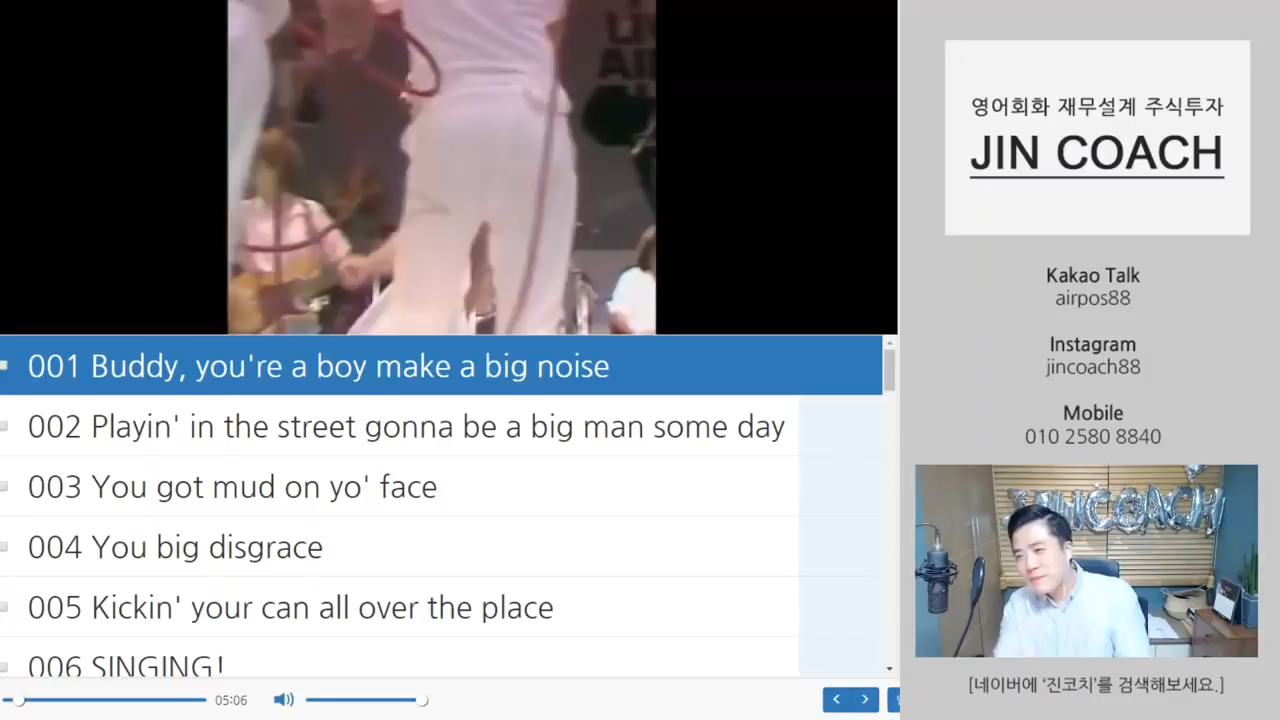 LIV
AID
001 Buddy, you're a boy make a big noise
002 Playin' in the street gonna be a big man some day
003 You got mud on yo' face
004 You big disgrace
005 Kickin' your can all over the place
006 SINGING!
05:06
영어회화 재무설계 주식투자
JIN COACH
Kakao Talk
airpos88
Instagram
jincoach88
Mobile
010 2580 8840
JINCOACH
[네이버에 '진코치'를 검색해보세요.]